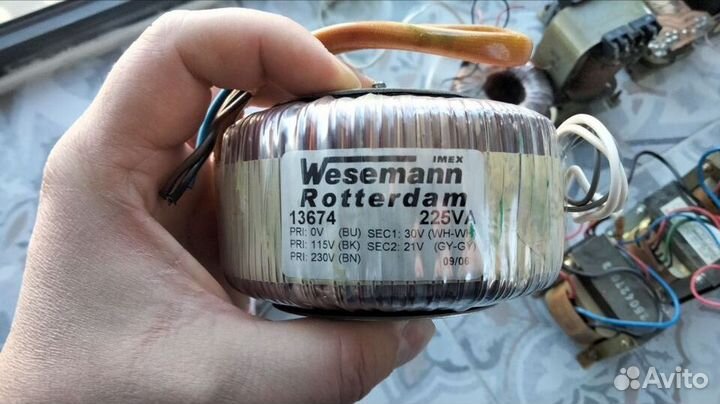 IMEX
Wesemann
Rotterdam
13674 225VA
PRI: 0V (BU) SEC1: 30V (WH-WH)
PRI: 115V (BK) SEC2: 21V (GY-GY)
PRI: 230V (BN) 09/06
Avito